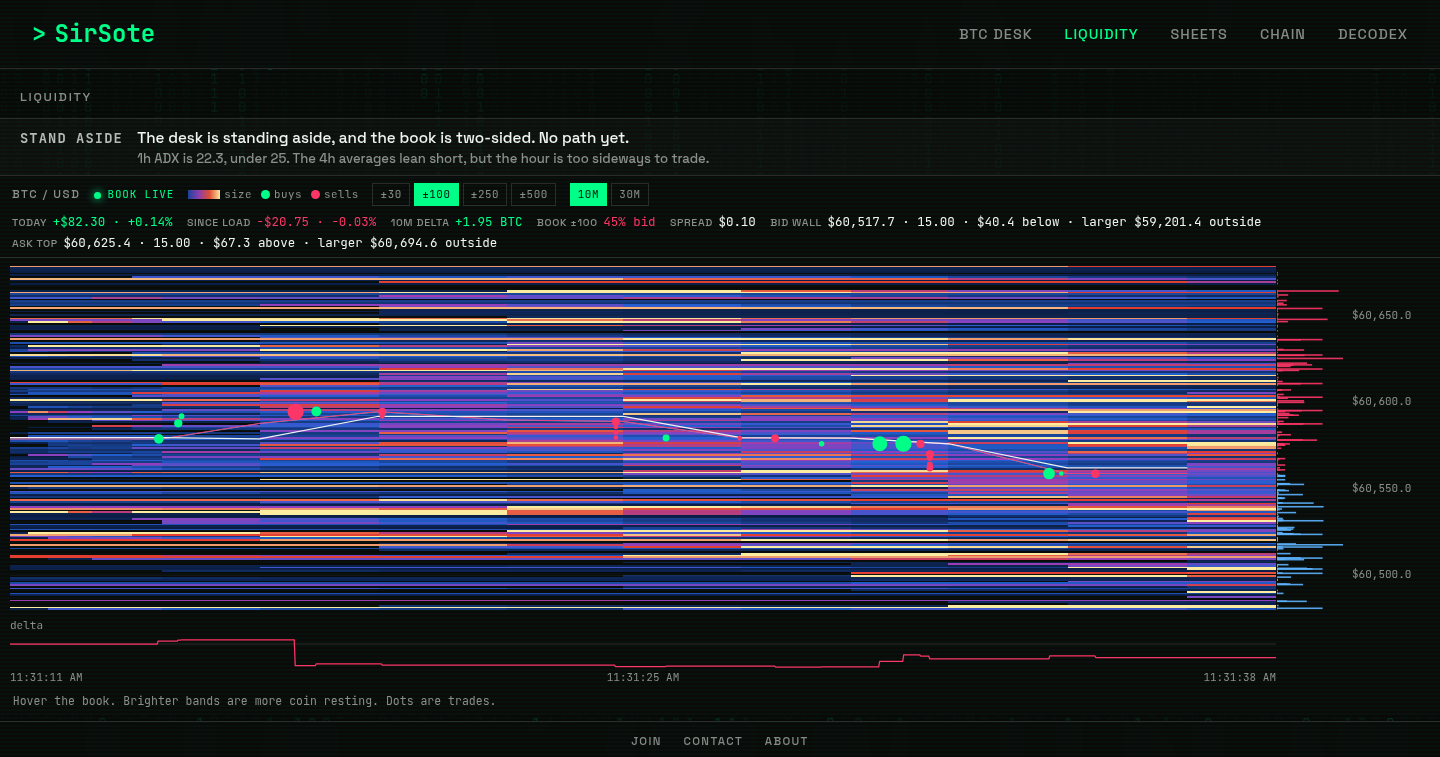 > SirSote
BTC DESK LIQUIDITY SHEETS CHAIN DECODEX
LIQUIDITY
STAND ASIDE The desk is standing aside, and the book is two-sided. No path yet.
1h ADX is 22.3, under 25. The 4h averages lean short, but the hour is too sideways to trade.
BTC / USD BOOK LIVE size buys sells ±30 ±100 ±250 ±500 10M 30M
TODAY +$82.30 · +0.14% SINCE LOAD -$20.75 · -0.03% 10M DELTA +1.95 BTC BOOK ±100 45% bid SPREAD $0.10 BID WALL $60,517.7 · 15.00 · $40.4 below · larger $59,201.4 outside
ASK TOP $60,625.4 · 15.00 · $67.3 above · larger $60,694.6 outside
$60,650.0
$60,600.0
$60,550.0
$60,500.0
delta
11:31:11 AM 11:31:25 AM 11:31:38 AM
Hover the book. Brighter bands are more coin resting. Dots are trades.
JOIN CONTACT ABOUT